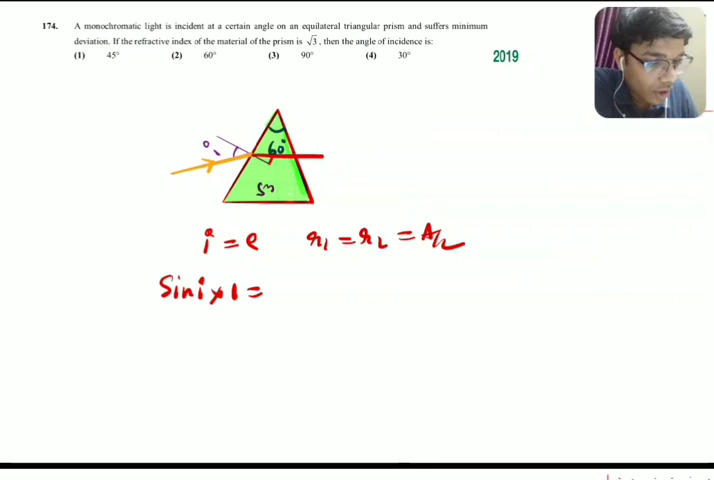 174. A monochromatic light is incident at a certain angle on an equilateral triangular prism and suffers minimum
deviation. If the refractive index of the material of the prism is √3, then the angle of incidence is:
(1) 45° (2) 60° (3) 90° (4) 30°
2019
60°
√3
i = e r₁ = r₂ = A/2
Sin i × 1 =